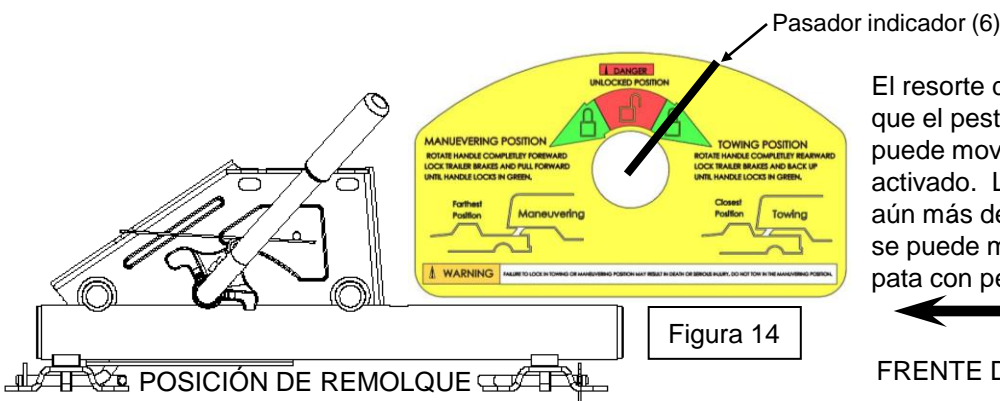 Pasador indicador (6)
DANGER
UNLOCKED POSITION
MANUEVERING POSITION
ROTATE HANDLE COMPLETLEY FOREWARD
LOCK TRAILER BRAKES AND PULL FORWARD
UNTIL HANDLE LOCKS IN GREEN.
Farthest
Position
Maneuvering
TOWING POSITION
ROTATE HANDLE COMPLETLEY REARWARD
LOCK TRAILER BRAKES AND BACK UP
UNTIL HANDLE LOCKS IN GREEN.
Closest
Position
Towing
WARNING
FAILURE TO LOCK IN TOWING OR MANEUVERING POSITION MAY RESULT IN DEATH OR SERIOUS INJURY. DO NOT TOW IN THE MANEUVERING POSITION.
Figura 14
POSICIÓN DE REMOLQUE
El resorte
que el pest
puede mov
activado. L
aún más de
se puede m
pata con pe
FRENTE D